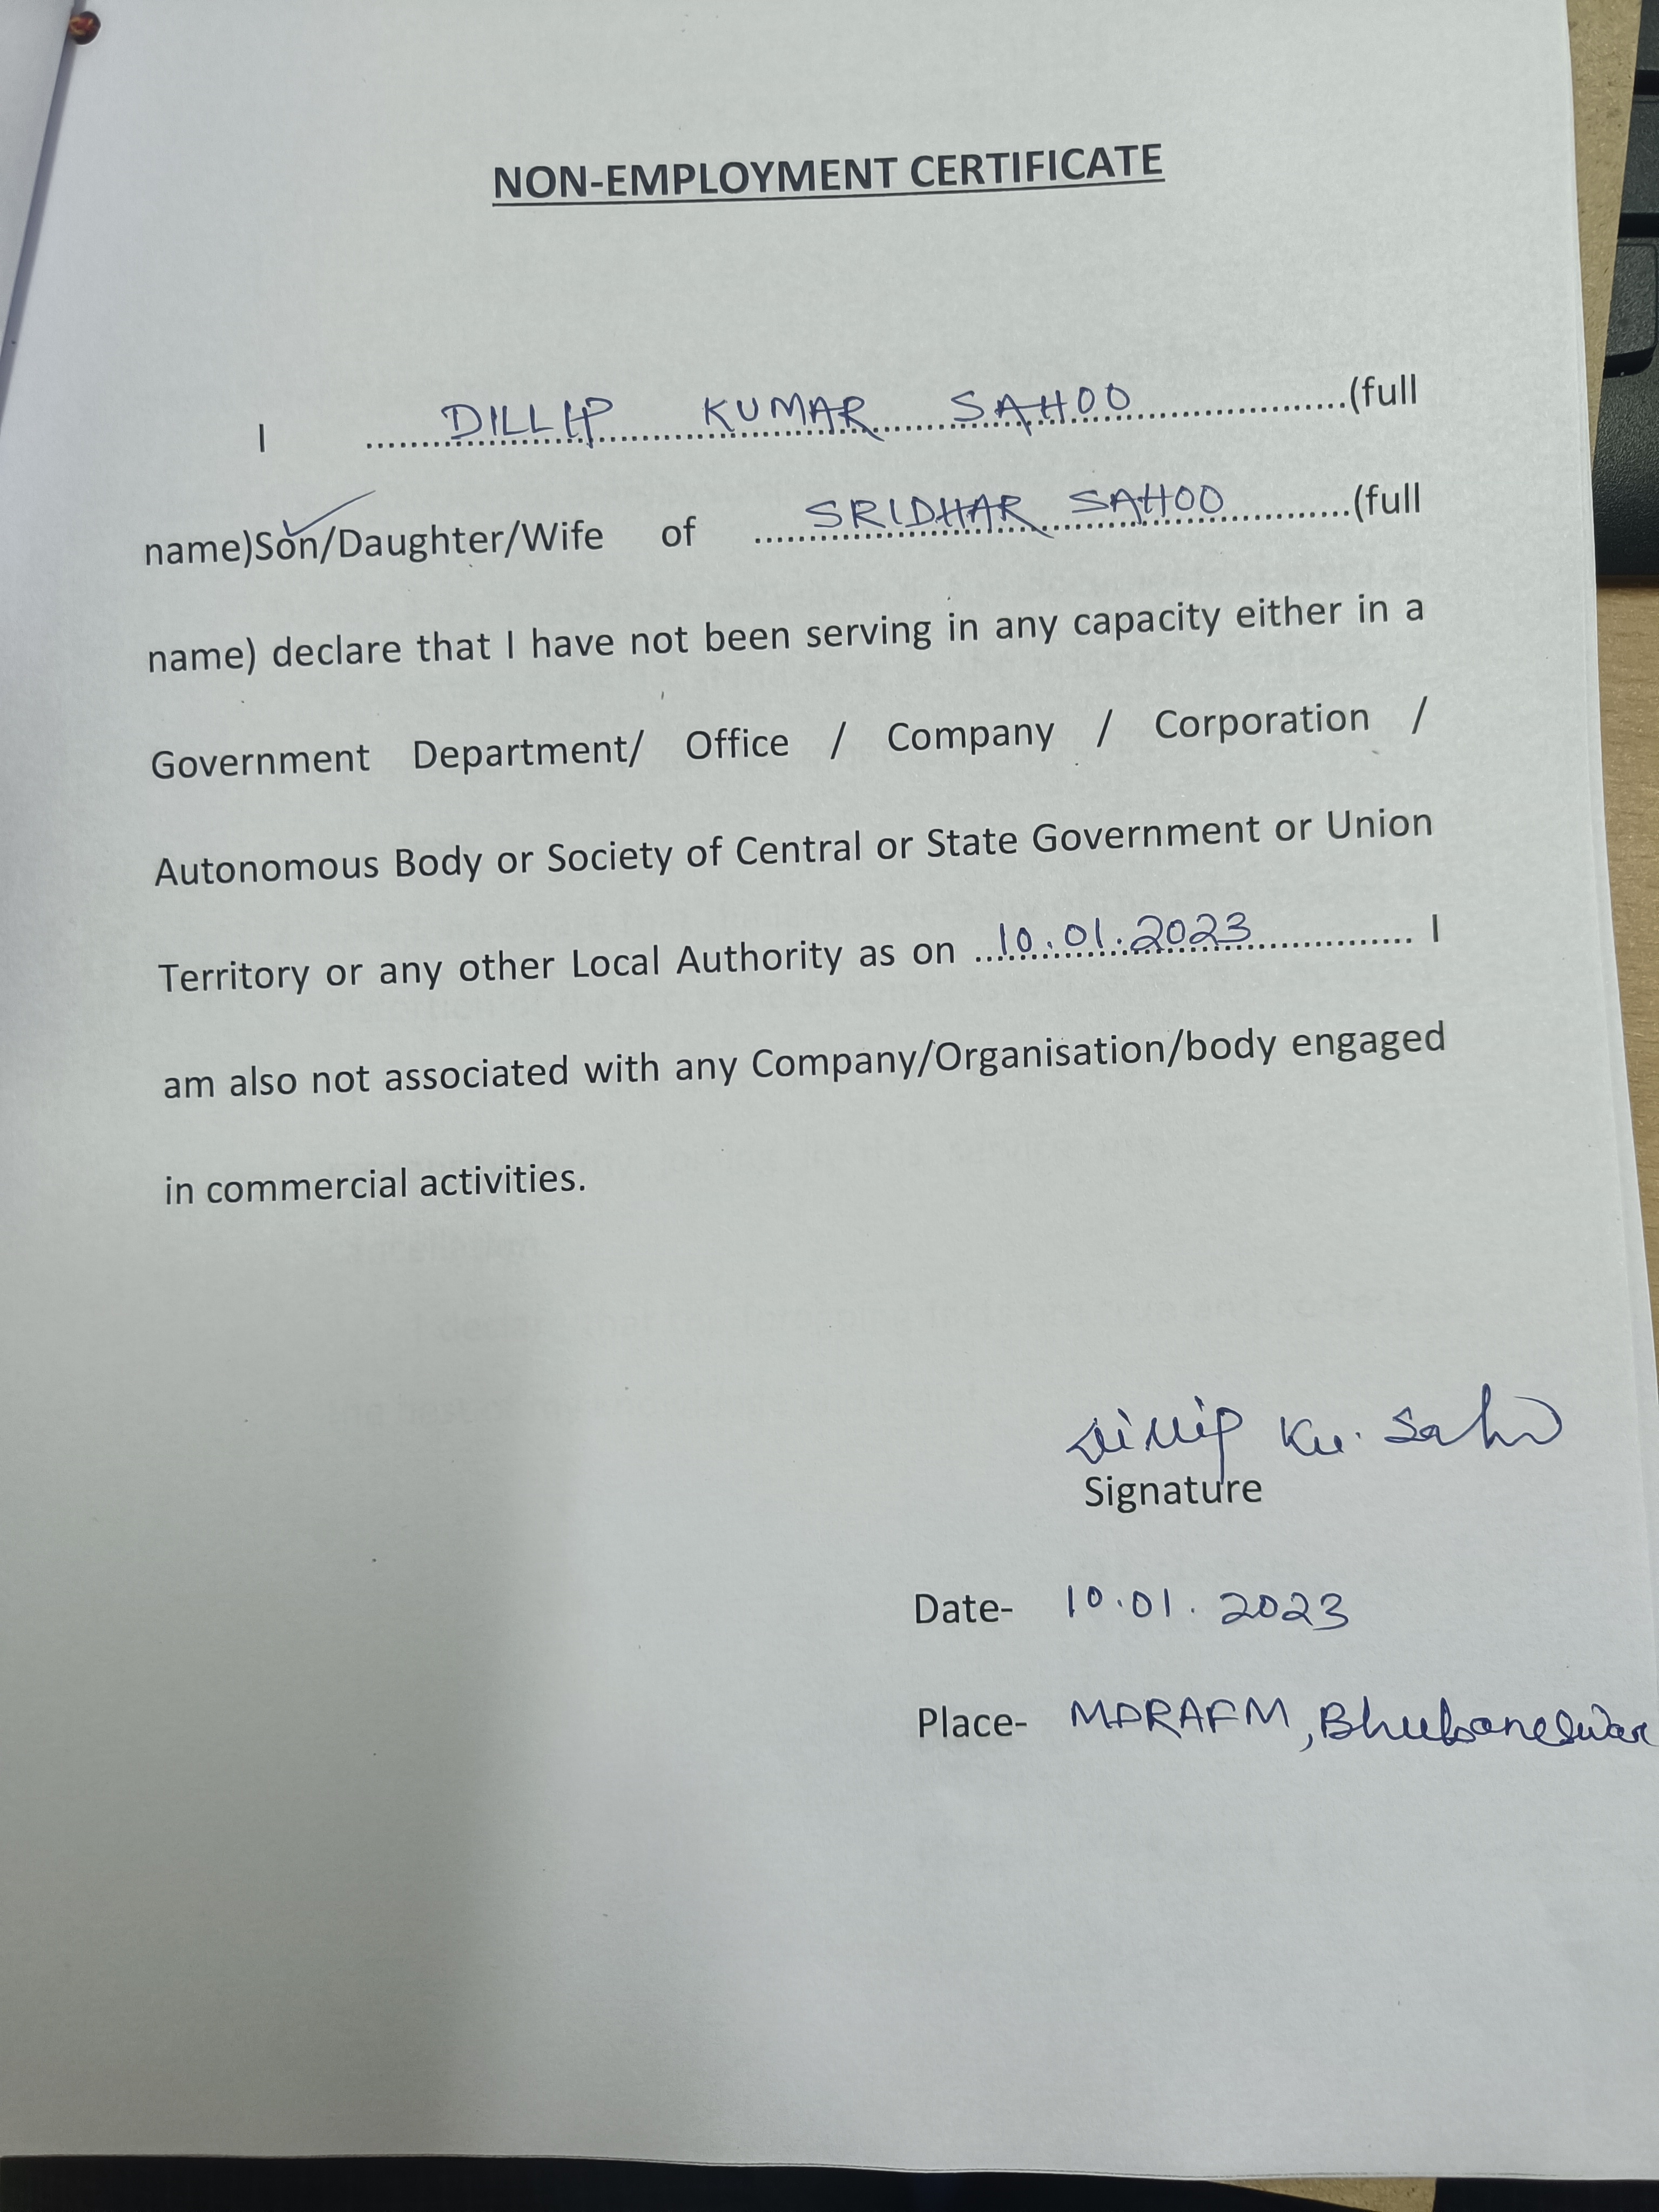 NON-EMPLOYMENT CERTIFICATE
I ........DILLIP KUMAR SAHOO........(full
name)Son/Daughter/Wife of ........SRIDHAR SAHOO........(full
name) declare that I have not been serving in any capacity either in a
Government Department/ Office / Company / Corporation /
Autonomous Body or Society of Central or State Government or Union
Territory or any other Local Authority as on ..10.01.2023........ I
am also not associated with any Company/Organisation/body engaged
in commercial activities.
Dillip Ku. Sahoo
Signature
Date- 10.01.2023
Place- MDRAFM, Bhubaneswar